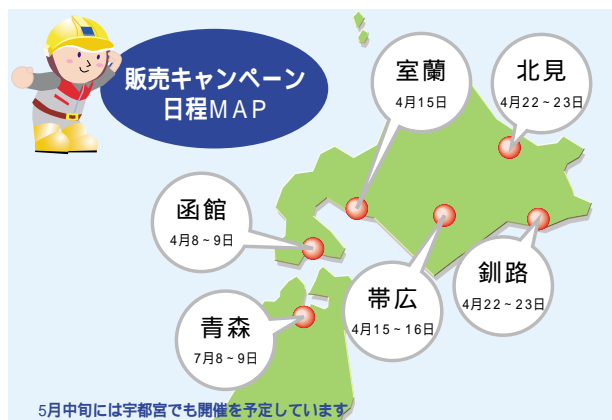 販売キャンペーン
日程MAP
室蘭
4月15日
北見
4月22~23日
函館
4月8~9日
帯広
4月15~16日
釧路
4月22~23日
青森
7月8~9日
5月中旬には宇都宮でも開催を予定しています